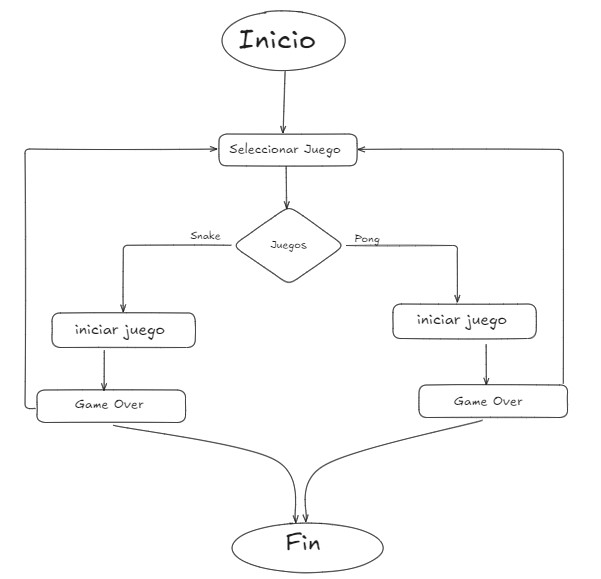 Inicio
Seleccionar Juego
Juegos
Snake
Pong
iniciar juego
iniciar juego
Game Over
Game Over
Fin